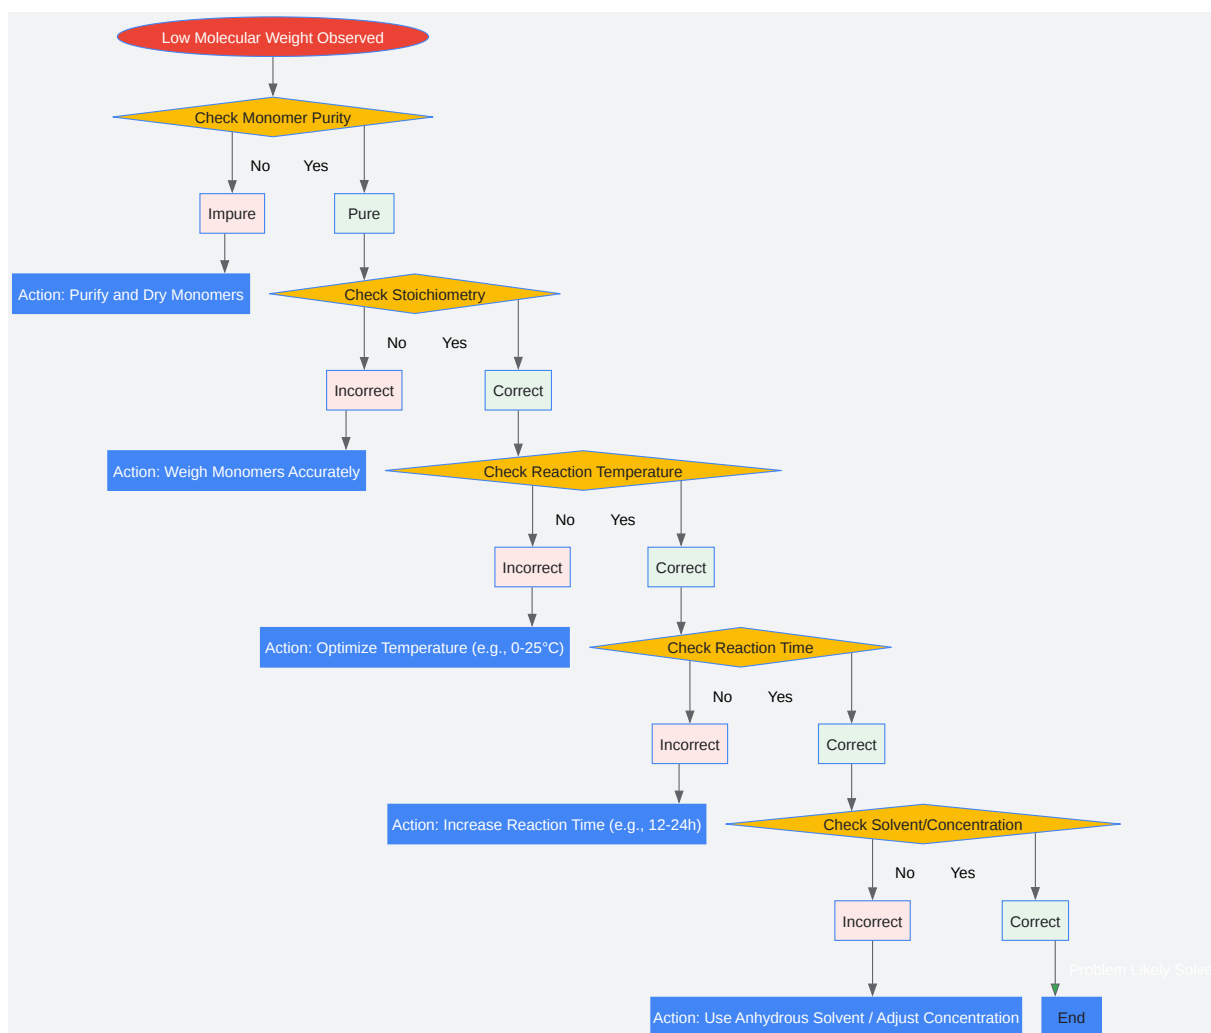 Low Molecular Weight Observed
Check Monomer Purity
No
Yes
Impure
Pure
Action: Purify and Dry Monomers
Check Stoichiometry
No
Yes
Incorrect
Correct
Action: Weigh Monomers Accurately
Check Reaction Temperature
No
Yes
Incorrect
Correct
Action: Optimize Temperature (e.g., 0-25°C)
Check Reaction Time
No
Yes
Incorrect
Correct
Action: Increase Reaction Time (e.g., 12-24h)
Check Solvent/Concentration
No
Yes
Incorrect
Correct
Problem Likely Solve
Action: Use Anhydrous Solvent / Adjust Concentration
End